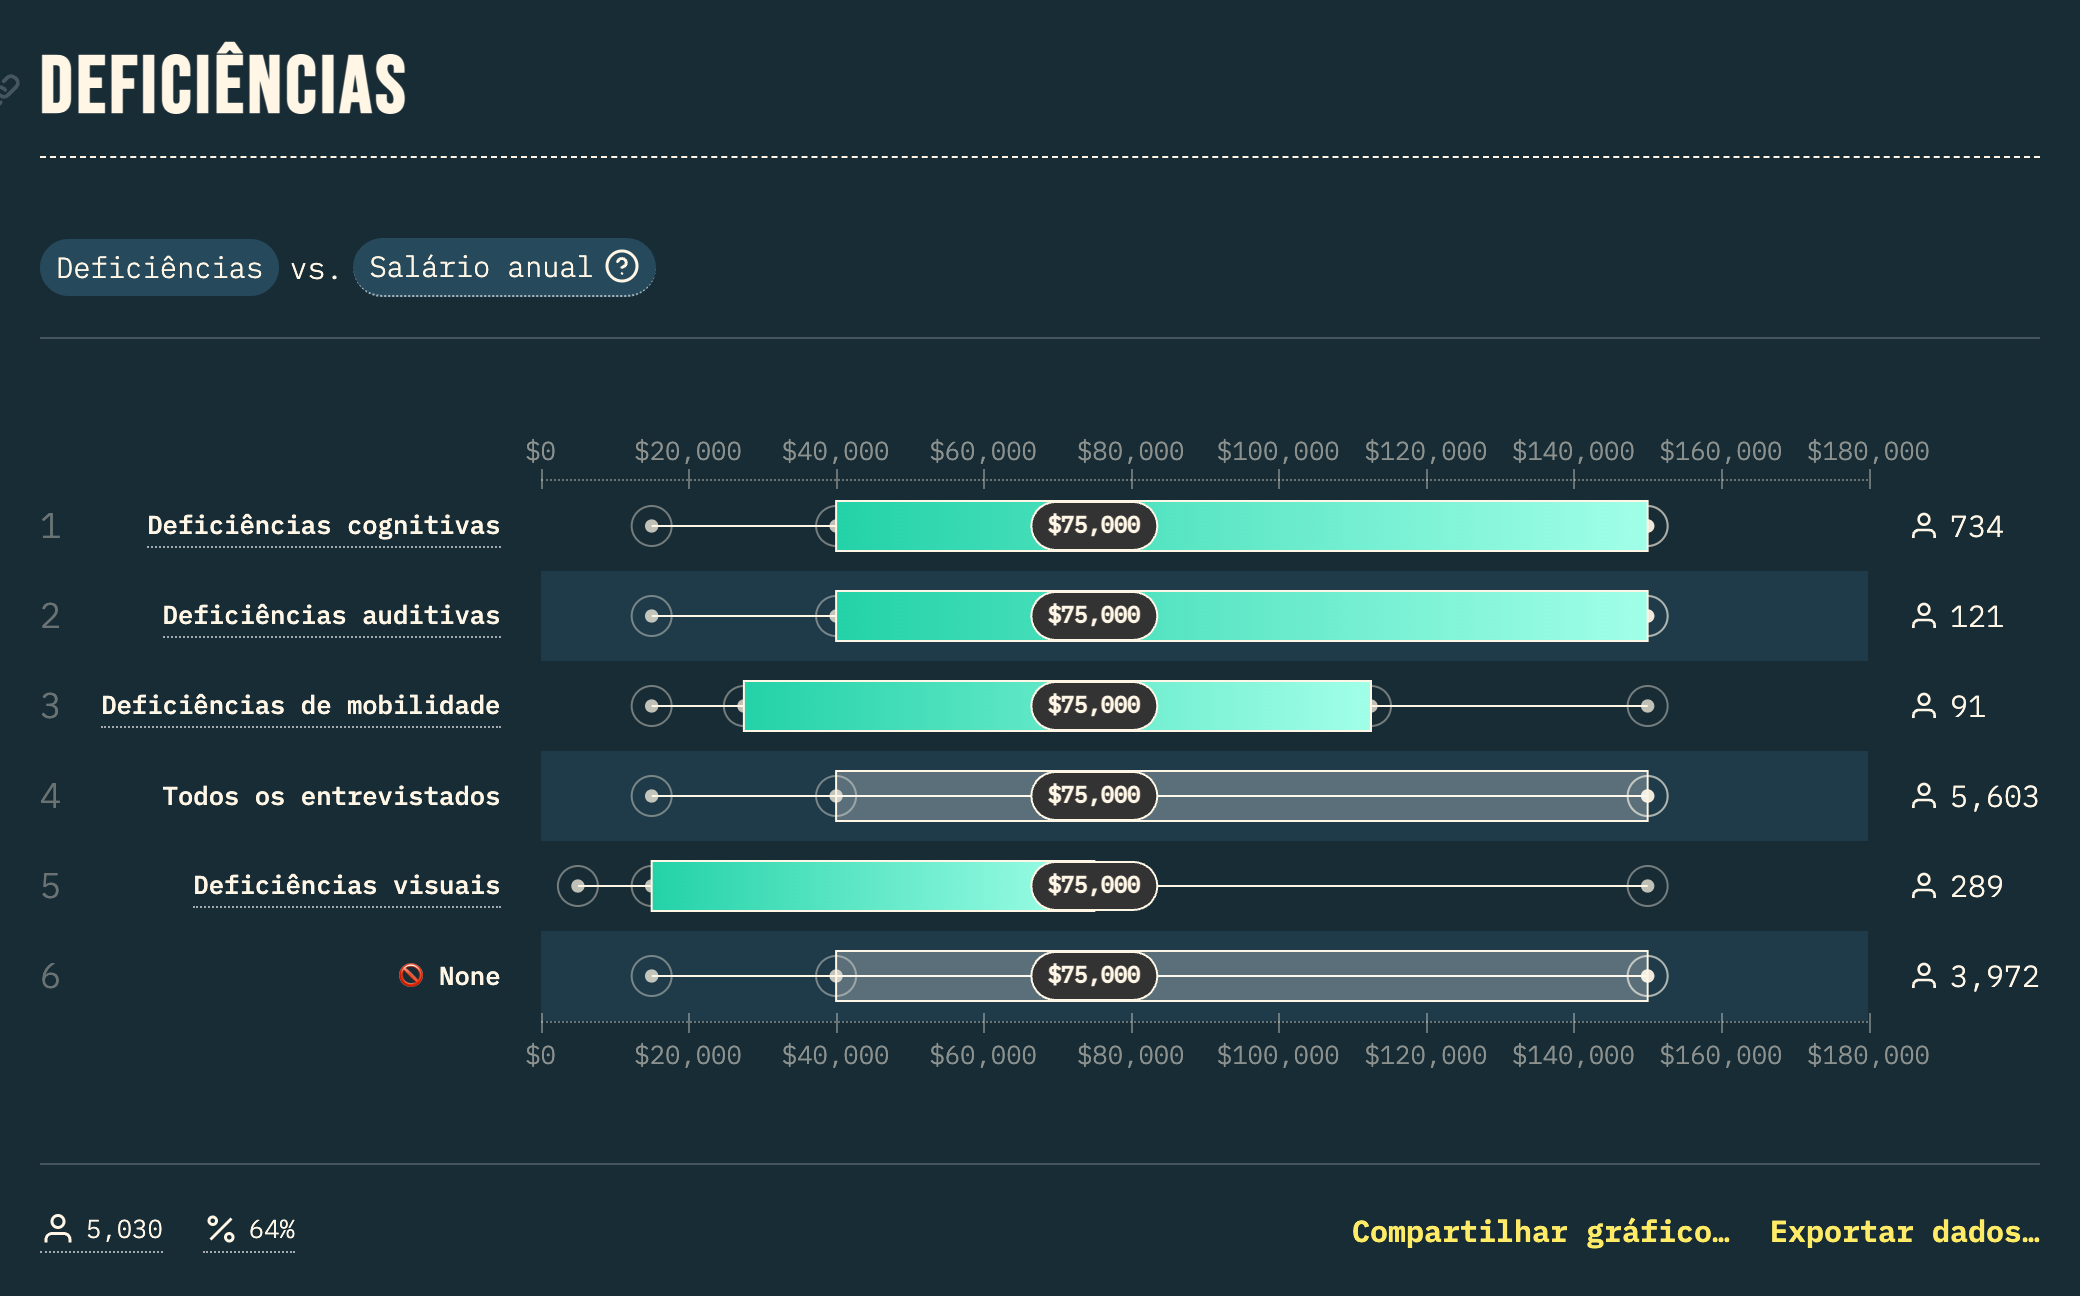 DEFICIÊNCIAS
Deficiências vs. Salário anual ?
$0 $20,000 $40,000 $60,000 $80,000 $100,000 $120,000 $140,000 $160,000 $180,000
1 Deficiências cognitivas $75,000 734
2 Deficiências auditivas $75,000 121
3 Deficiências de mobilidade $75,000 91
4 Todos os entrevistados $75,000 5,603
5 Deficiências visuais $75,000 289
6 None $75,000 3,972
$0 $20,000 $40,000 $60,000 $80,000 $100,000 $120,000 $140,000 $160,000 $180,000
5,030 % 64% Compartilhar gráfico… Exportar dados…